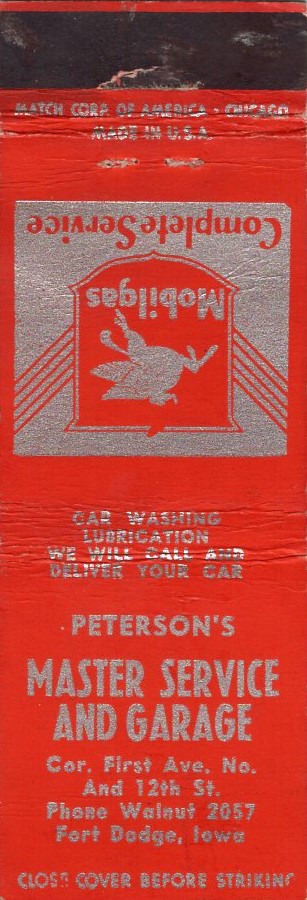 MATCH CORP. OF AMERICA · CHICAGO
MADE IN U.S.A.
Complete Service
Mobilgas
CAR WASHING
LUBRICATION
WE WILL CALL AND
DELIVER YOUR CAR
PETERSON'S
MASTER SERVICE
AND GARAGE
Cor. First Ave. No.
And 12th St.
Phone Walnut 2057
Fort Dodge, Iowa
CLOSE COVER BEFORE STRIKING